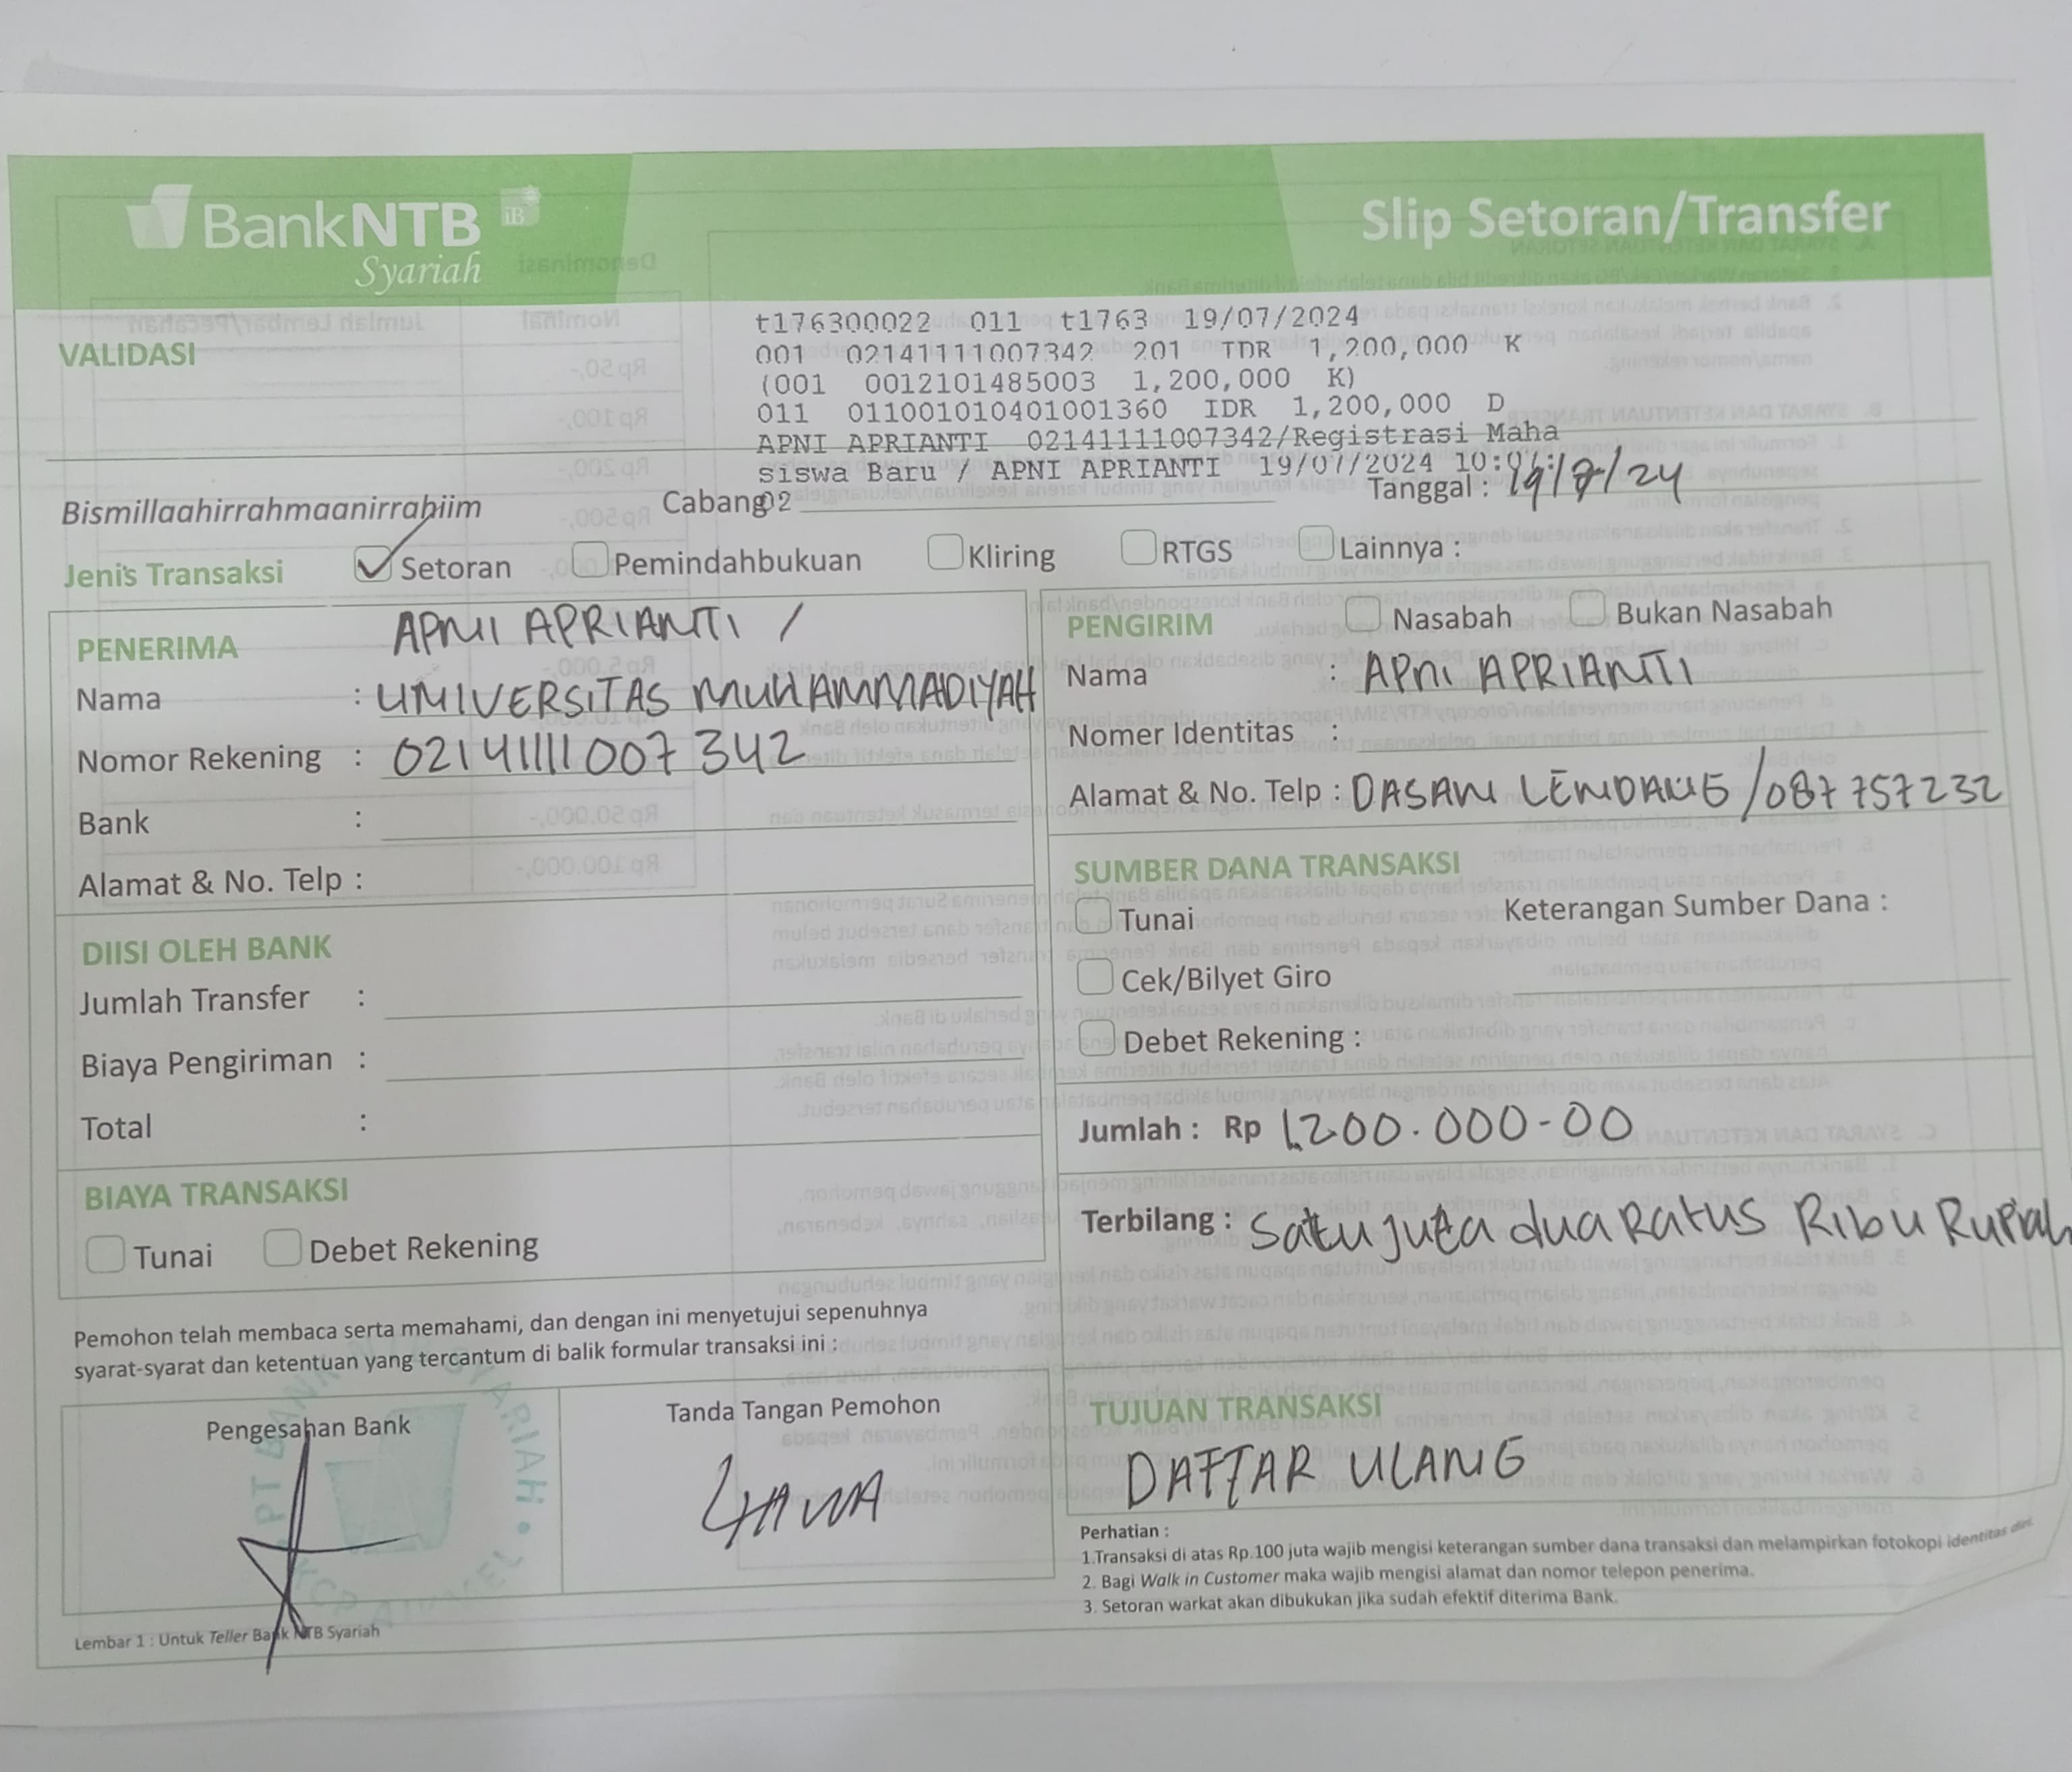 BankNTB iB
Syariah
Slip Setoran/Transfer
VALIDASI
t176300022 011 t1763 19/07/2024
001 02141111007342 201 TDR 1,200,000 K
(001 0012101485003 1,200,000 K)
011 011001010401001360 IDR 1,200,000 D
APNI APRIANTI 02141111007342/Registrasi Maha
siswa Baru / APNI APRIANTI 19/07/2024
02
Bismillaahirrahmaanirrahiim
Cabang
Tanggal : 19/7/24
Jenis Transaksi Setoran Pemindahbukuan Kliring RTGS Lainnya :
PENERIMA
APNI APRIANTI /
Nama : UNIVERSITAS MUHAMMADIYAH
Nomor Rekening : 02141111007342
Bank :
Alamat & No. Telp :
PENGIRIM Nasabah Bukan Nasabah
Nama : APNI APRIANTI
Nomer Identitas :
Alamat & No. Telp : DASAN LENDANG /087757232
DIISI OLEH BANK
Jumlah Transfer :
Biaya Pengiriman :
Total :
SUMBER DANA TRANSAKSI
Tunai Keterangan Sumber Dana :
Cek/Bilyet Giro
Debet Rekening :
Jumlah : Rp 1.200.000-00
BIAYA TRANSAKSI
Tunai Debet Rekening
Terbilang : Satu juta dua Ratus Ribu Rupiah
Pemohon telah membaca serta memahami, dan dengan ini menyetujui sepenuhnya
syarat-syarat dan ketentuan yang tercantum di balik formular transaksi ini :
Pengesahan Bank
Tanda Tangan Pemohon
TUJUAN TRANSAKSI
DAFTAR ULANG
Perhatian :
1.Transaksi di atas Rp.100 juta wajib mengisi keterangan sumber dana transaksi dan melampirkan fotokopi identitas diri.
2. Bagi Walk in Customer maka wajib mengisi alamat dan nomor telepon penerima.
3. Setoran warkat akan dibukukan jika sudah efektif diterima Bank.
Lembar 1 : Untuk Teller Bank NTB Syariah